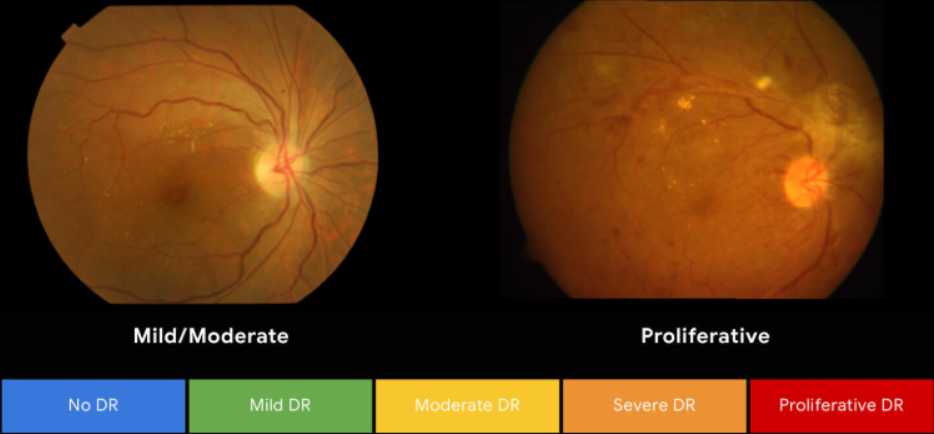 Mild/Moderate
Proliferative
No DR
Mild DR
Moderate DR
Severe DR
Proliferative DR